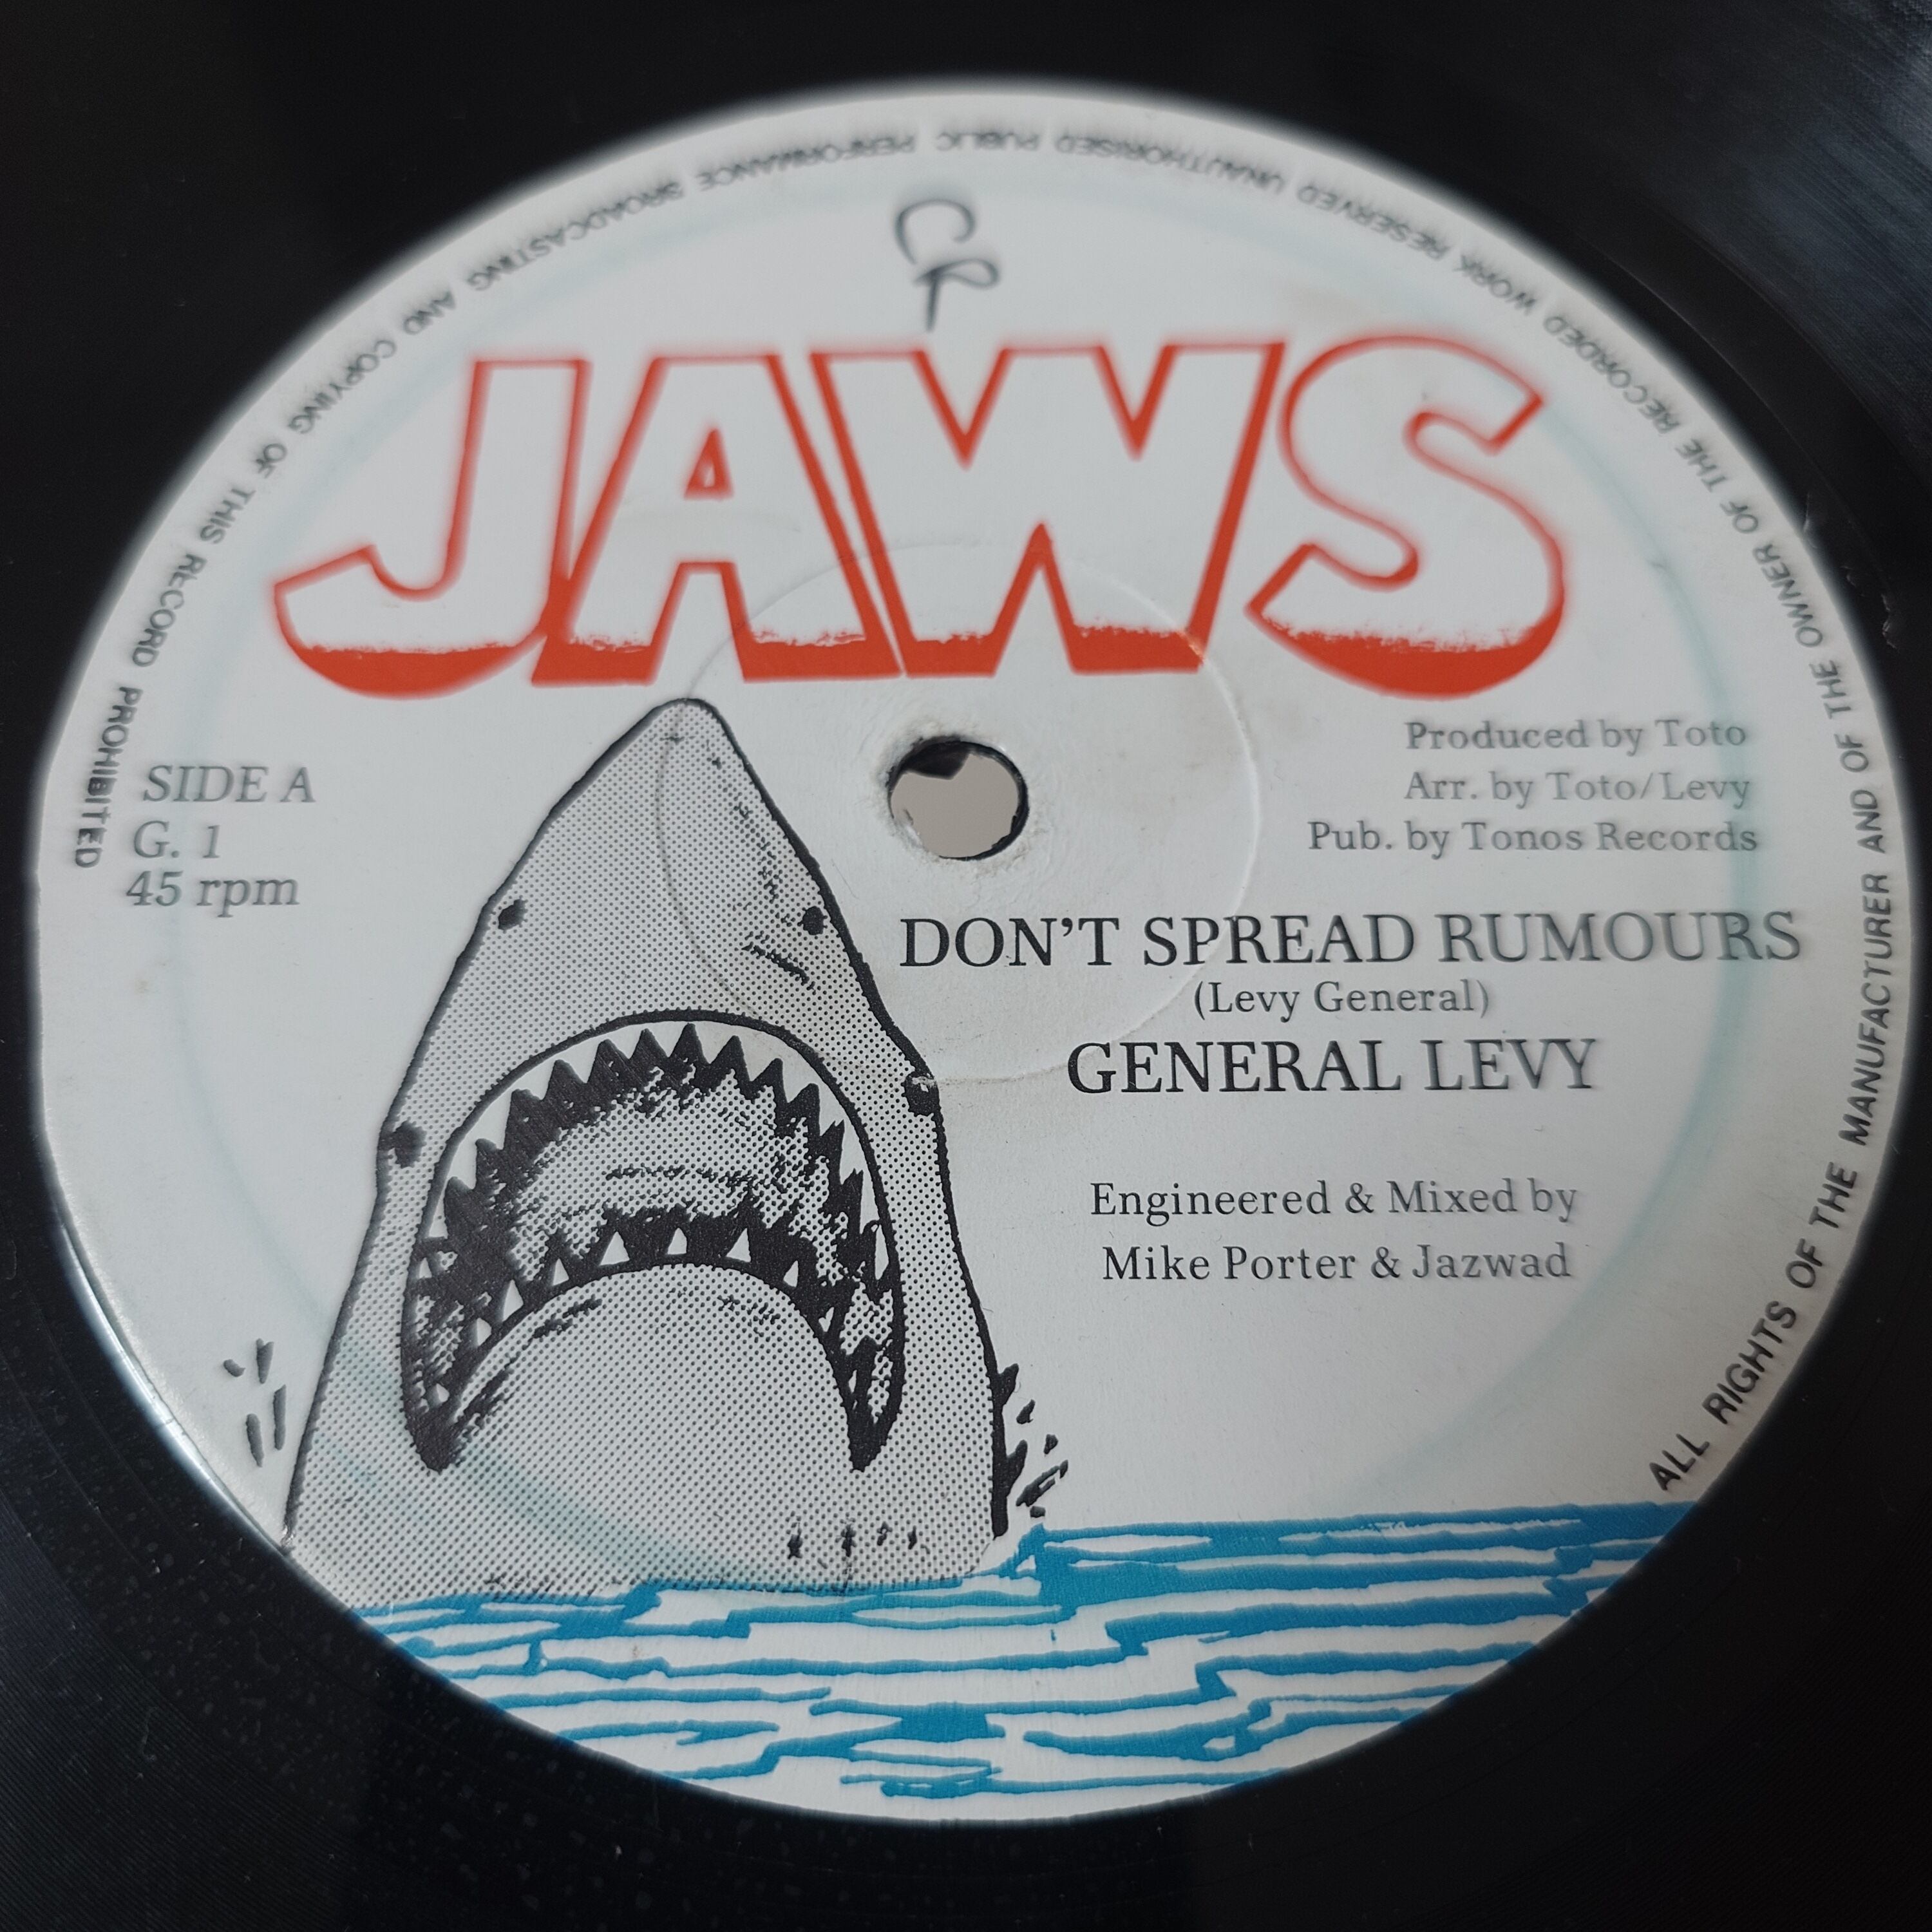 JAWS
SIDE A
G. 1
45 rpm
Produced by Toto
Arr. by Toto/Levy
Pub. by Tonos Records
DON'T SPREAD RUMOURS
(Levy General)
GENERAL LEVY
Engineered & Mixed by
Mike Porter & Jazwad
ALL RIGHTS OF THE MANUFACTURER AND OF THE OWNER OF THE RECORDED WORK RESERVED UNAUTHORISED PUBLIC PERFORMANCE BROADCASTING AND COPYING OF THIS RECORD PROHIBITED